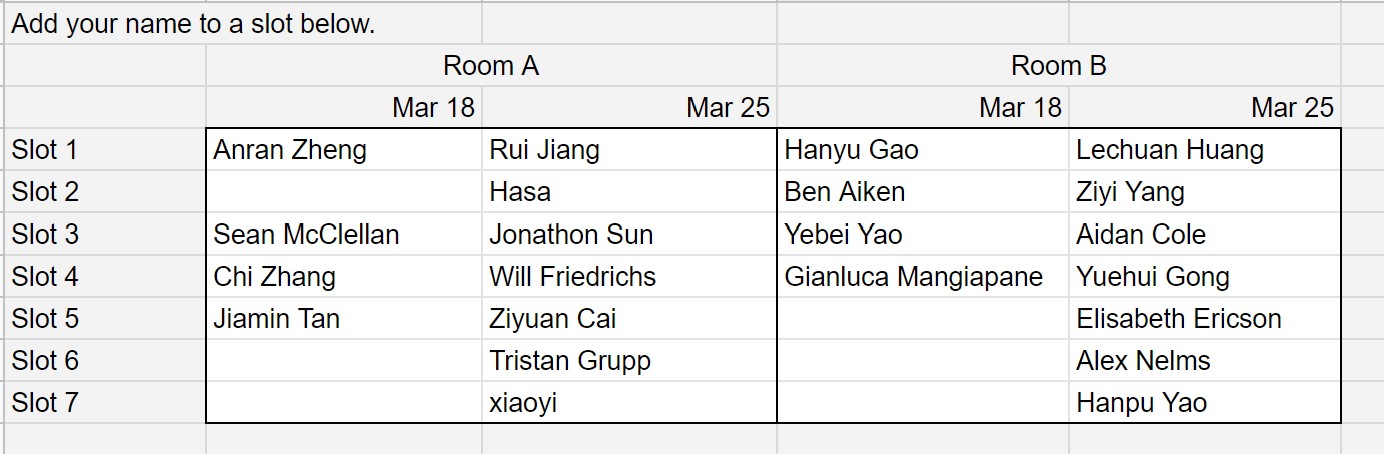 Add your name to a slot below.
Room A Room B
Mar 18 Mar 25 Mar 18 Mar 25
Slot 1 Anran Zheng Rui Jiang Hanyu Gao Lechuan Huang
Slot 2 Hasa Ben Aiken Ziyi Yang
Slot 3 Sean McClellan Jonathon Sun Yebei Yao Aidan Cole
Slot 4 Chi Zhang Will Friedrichs Gianluca Mangiapane Yuehui Gong
Slot 5 Jiamin Tan Ziyuan Cai Elisabeth Ericson
Slot 6 Tristan Grupp Alex Nelms
Slot 7 xiaoyi Hanpu Yao